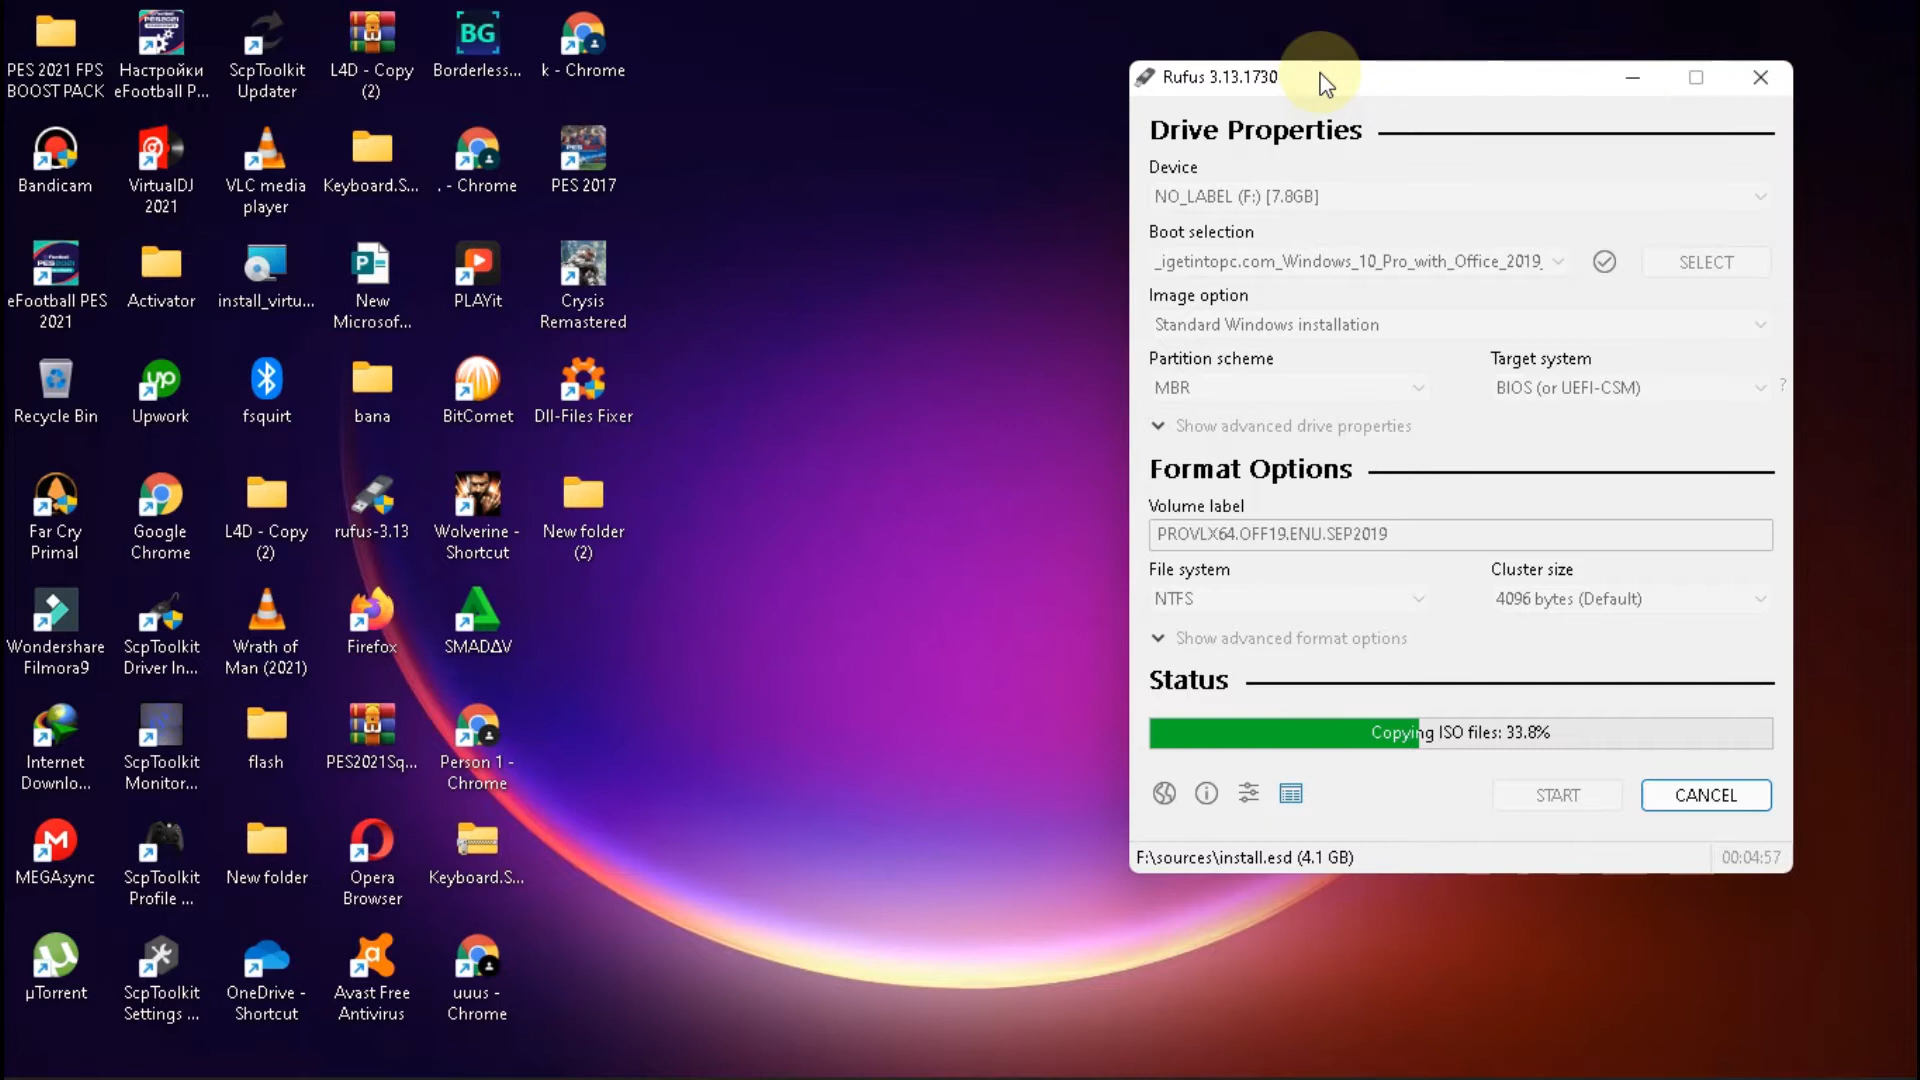 PES 2021 FPS
BOOST PACK
Настройки
eFootball P...
ScpToolkit
Updater
L4D - Copy
(2)
BG
Borderless...
k - Chrome
Bandicam
VirtualDJ
2021
VLC media
player
Keyboard.S...
. - Chrome
PES 2017
eFootball PES
2021
Activator
install_virtu...
New
Microsof...
PLAYit
Crysis
Remastered
Recycle Bin
up
Upwork
fsquirt
bana
BitComet
Dll-Files Fixer
Far Cry
Primal
Google
Chrome
L4D - Copy
(2)
rufus-3.13
Wolverine -
Shortcut
New folder
(2)
Wondershare
Filmora9
ScpToolkit
Driver In...
Wrath of
Man (2021)
Firefox
SMADΔV
Internet
Downlo...
ScpToolkit
Monitor...
flash
PES2021Sq...
Person 1 -
Chrome
MEGAsync
ScpToolkit
Profile ...
New folder
Opera
Browser
Keyboard.S...
µTorrent
ScpToolkit
Settings ...
OneDrive -
Shortcut
Avast Free
Antivirus
uuus -
Chrome
Rufus 3.13.1730
Drive Properties
Device
NO_LABEL (F:) [7.8GB]
Boot selection
_igetintopc.com_Windows_10_Pro_with_Office_2019_
SELECT
Image option
Standard Windows installation
Partition scheme
Target system
MBR
BIOS (or UEFI-CSM)
?
Show advanced drive properties
Format Options
Volume label
PROVLX64.OFF19.ENU.SEP2019
File system
Cluster size
NTFS
4096 bytes (Default)
Show advanced format options
Status
Copying ISO files: 33.8%
START
CANCEL
F:\sources\install.esd (4.1 GB)
00:04:57